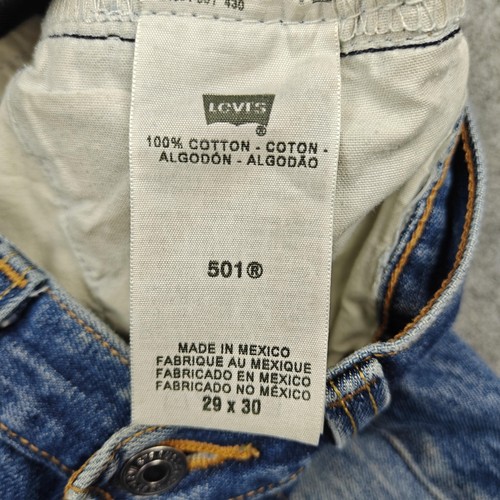 430
LEVI'S
®
100% COTTON - COTON -
ALGODÓN - ALGODÃO
501®
MADE IN MEXICO
FABRIQUE AU MEXIQUE
FABRICADO EN MEXICO
FABRICADO NO MÉXICO
29 x 30